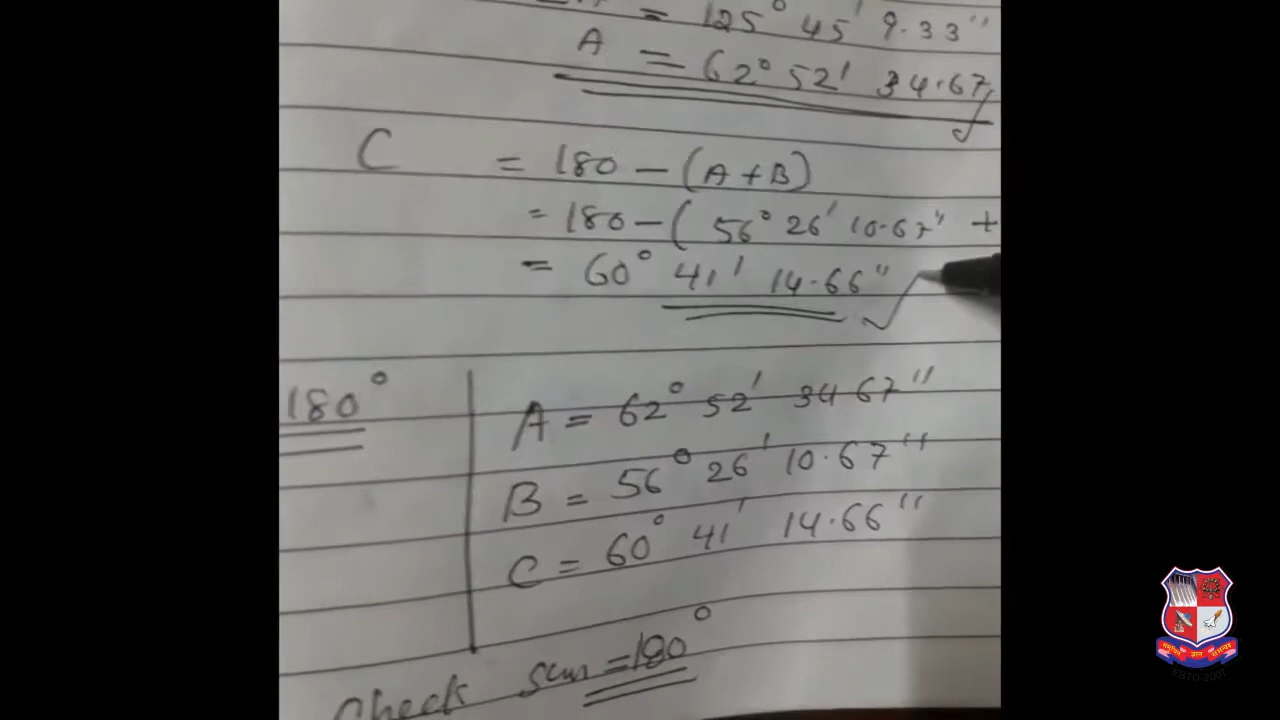 = 125° 45' 9.33"
A = 62° 52' 34.67
C = 180 - (A+B)
= 180 - ( 56° 26' 10.67" +
= 60° 41' 14.66"
180°
A = 62° 52' 34 67"
B = 56° 26' 10.67"
C = 60° 41' 14.66"
Check sum = 180°